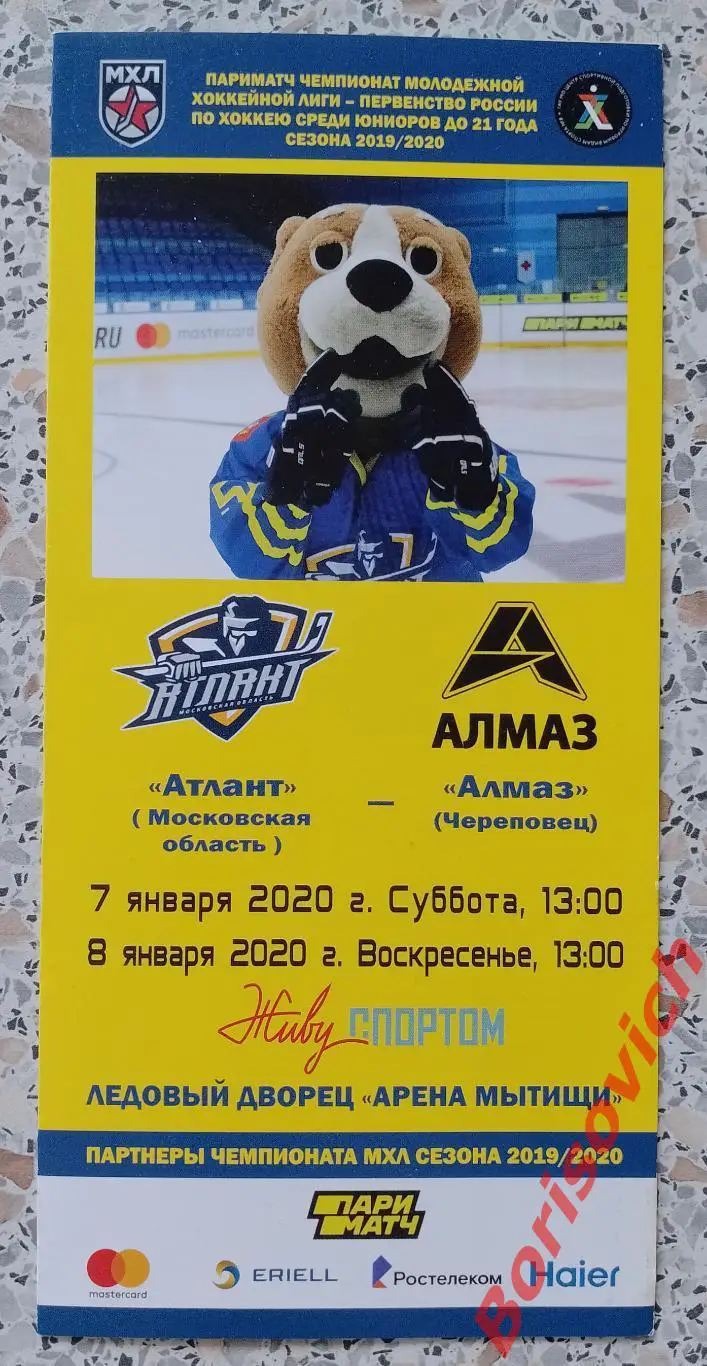 МХЛ
ПАРИМАТЧ ЧЕМПИОНАТ МОЛОДЕЖНОЙ
ХОККЕЙНОЙ ЛИГИ – ПЕРВЕНСТВО РОССИИ
ПО ХОККЕЮ СРЕДИ ЮНИОРОВ ДО 21 ГОДА
СЕЗОНА 2019/2020
RU mastercard ПАРИМАТЧ
АТЛАНТ
МОСКОВСКАЯ ОБЛАСТЬ
АЛМАЗ
«Атлант» – «Алмаз»
( Московская область )
(Череповец)
7 января 2020 г. Суббота, 13:00
8 января 2020 г. Воскресенье, 13:00
Живу СПОРТОМ
ЛЕДОВЫЙ ДВОРЕЦ «АРЕНА МЫТИЩИ»
ПАРТНЕРЫ ЧЕМПИОНАТА МХЛ СЕЗОНА 2019/2020
ПАРИ
МАТЧ
mastercard ERIELL Ростелеком Haier
Borisovich